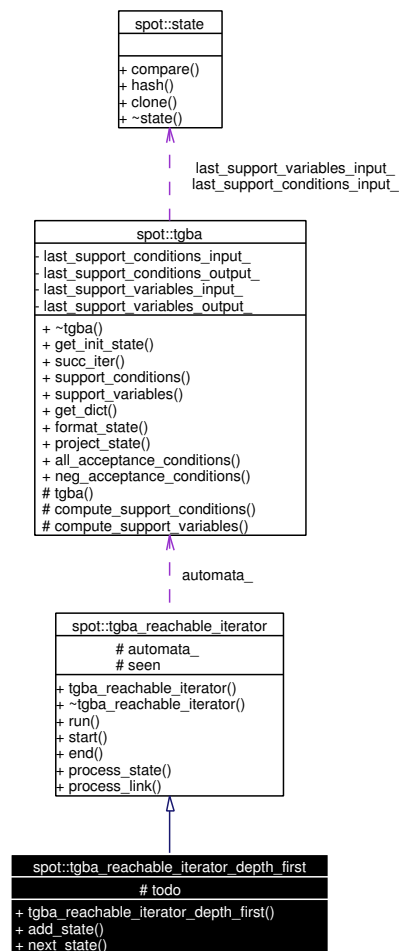 spot::state
+ compare()
+ hash()
+ clone()
+ ~state()
last_support_variables_input_
last_support_conditions_input_
spot::tgba
- last_support_conditions_input_
- last_support_conditions_output_
- last_support_variables_input_
- last_support_variables_output_
+ ~tgba()
+ get_init_state()
+ succ_iter()
+ support_conditions()
+ support_variables()
+ get_dict()
+ format_state()
+ project_state()
+ all_acceptance_conditions()
+ neg_acceptance_conditions()
# tgba()
# compute_support_conditions()
# compute_support_variables()
automata_
spot::tgba_reachable_iterator
# automata_
# seen
+ tgba_reachable_iterator()
+ ~tgba_reachable_iterator()
+ run()
+ start()
+ end()
+ process_state()
+ process_link()
spot::tgba_reachable_iterator_depth_first
# todo
+ tgba_reachable_iterator_depth_first()
+ add_state()
+ next_state()